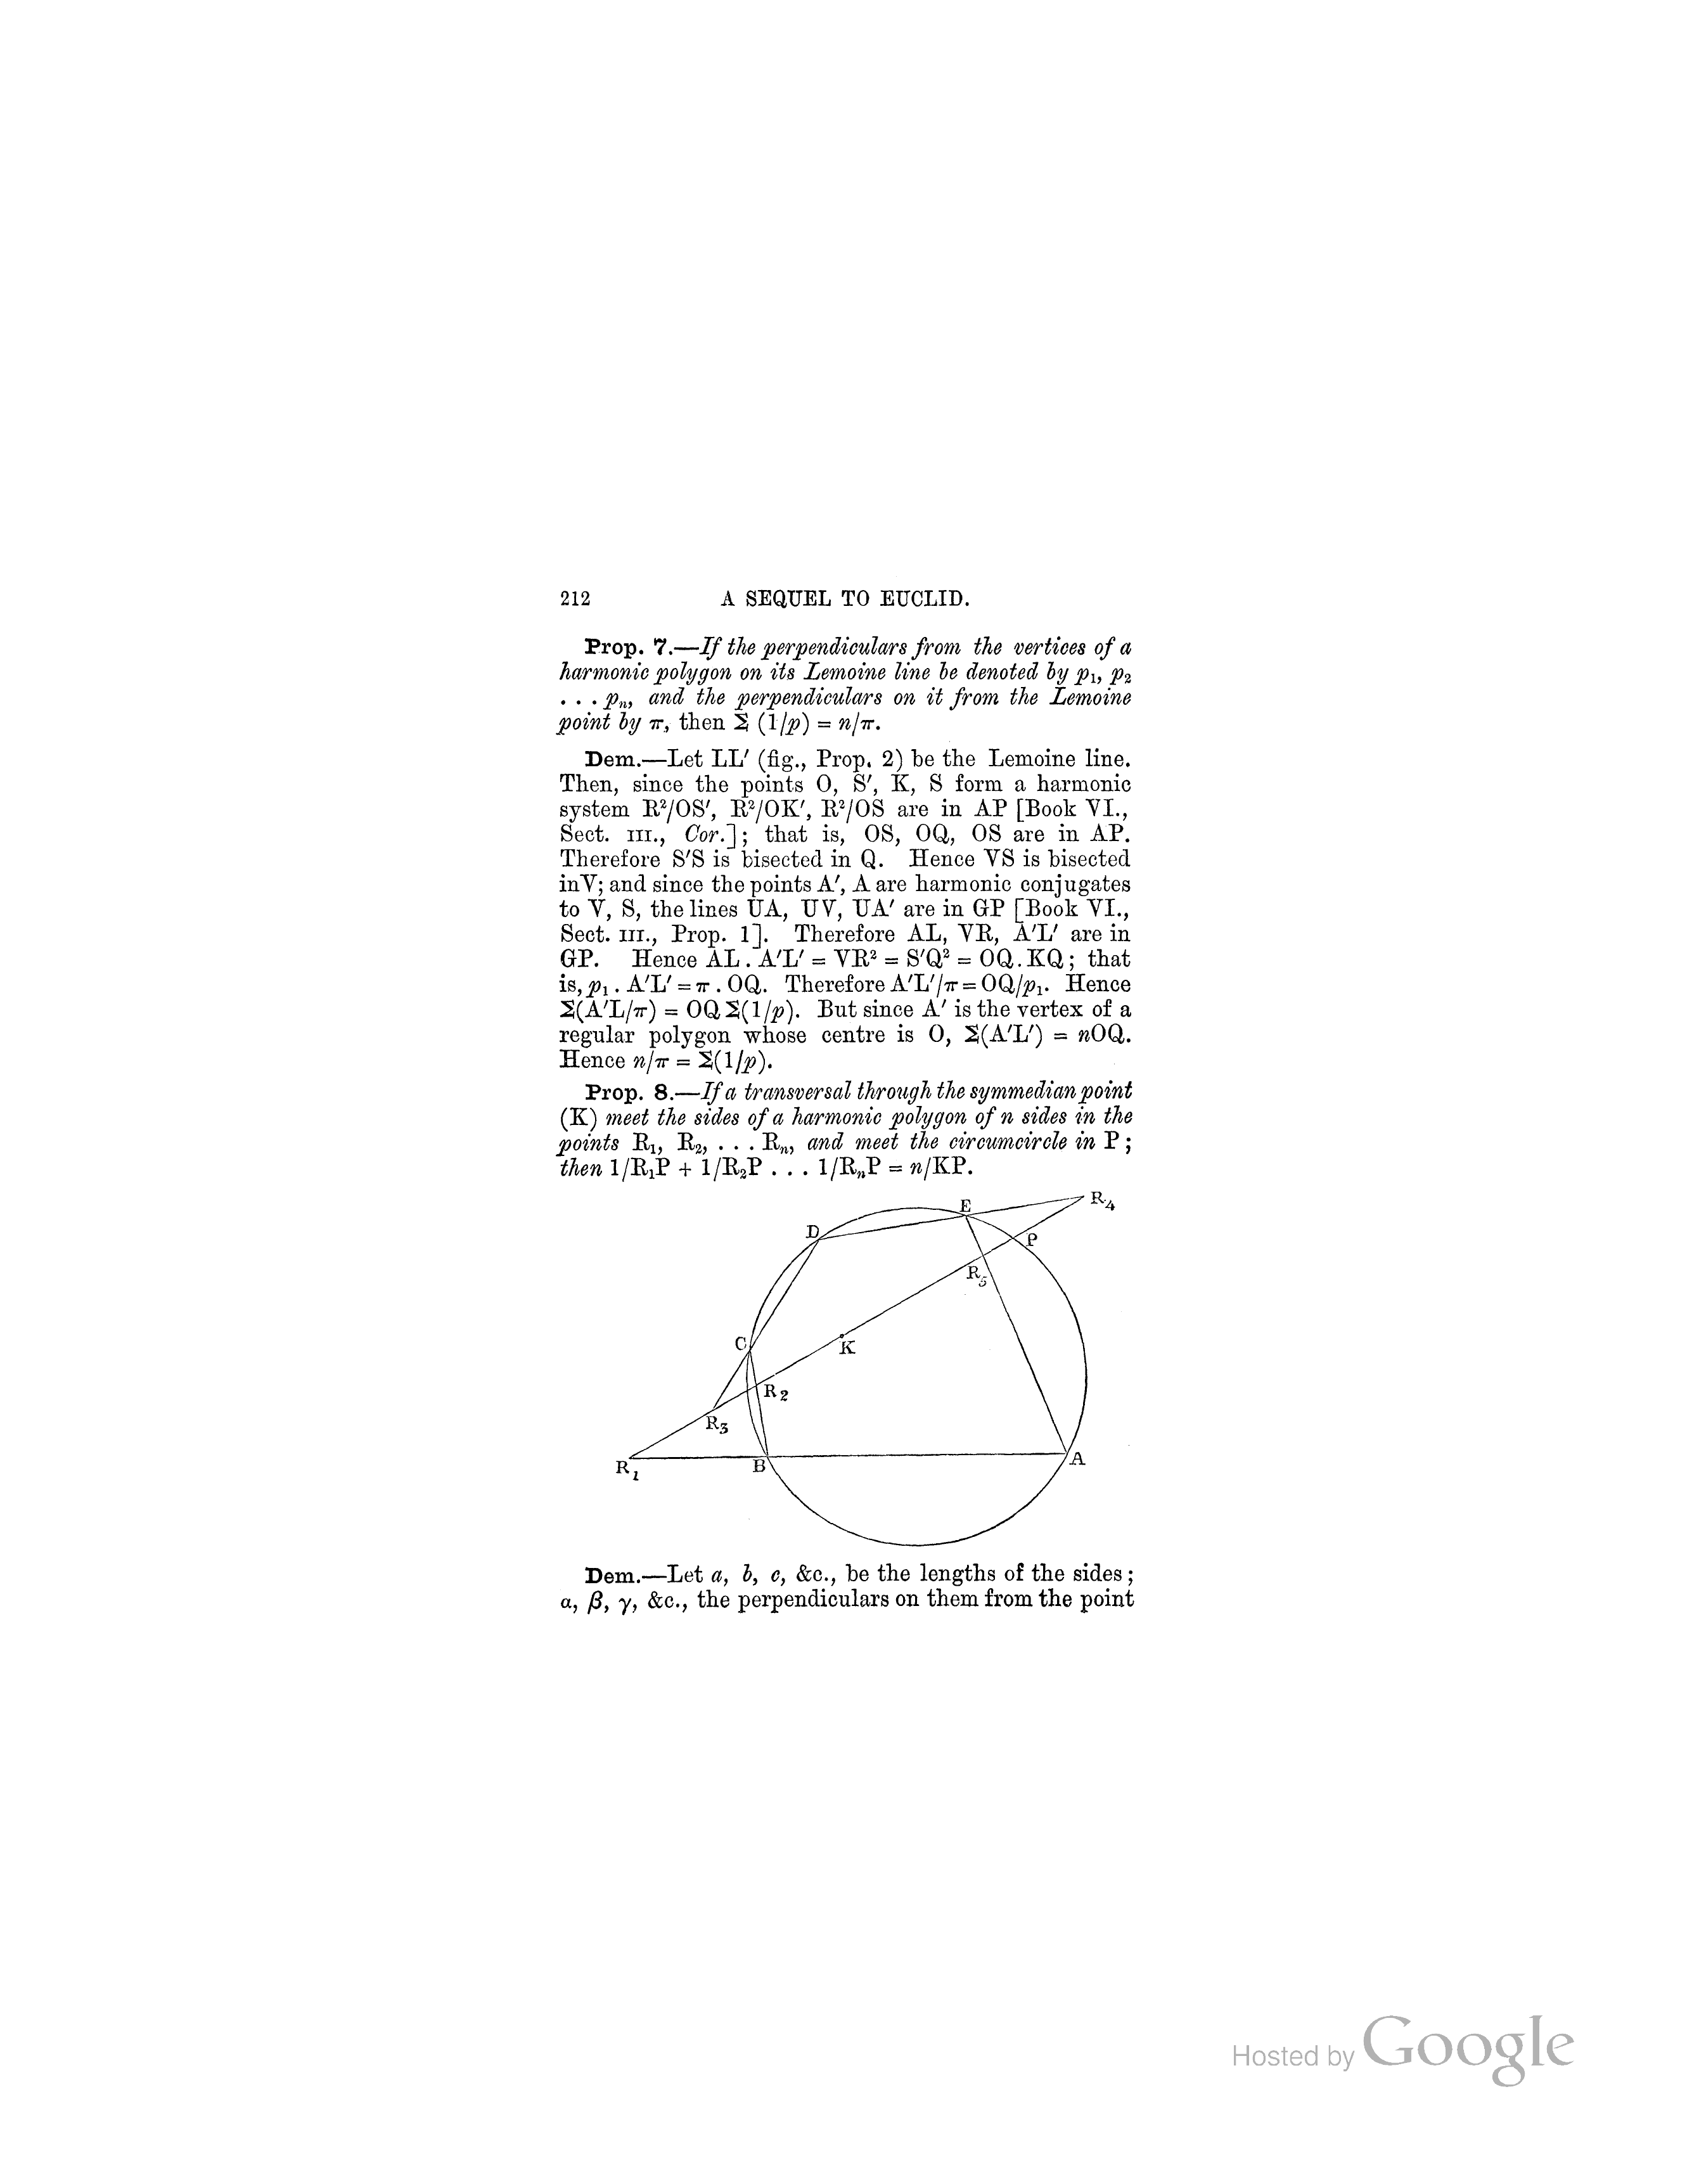 212 A SEQUEL TO EUCLID.
Prop. 7.—If the perpendiculars from the vertices of a
harmonic polygon on its Lemoine line be denoted by p₁, p₂
. . . pₙ, and the perpendiculars on it from the Lemoine
point by π, then Σ (1/p) = n/π.
Dem.—Let LL′ (fig., Prop. 2) be the Lemoine line.
Then, since the points O, S′, K, S form a harmonic
system R²/OS′, R²/OK′, R²/OS are in AP [Book VI.,
Sect. III., Cor.]; that is, OS, OQ, OS are in AP.
Therefore S′S is bisected in Q. Hence VS is bisected
inV; and since the points A′, A are harmonic conjugates
to V, S, the lines UA, UV, UA′ are in GP [Book VI.,
Sect. III., Prop. 1]. Therefore AL, VR, A′L′ are in
GP. Hence AL . A′L′ = VR² = S′Q² = OQ . KQ; that
is, p₁ . A′L′ = π . OQ. Therefore A′L′/π = OQ/p₁. Hence
Σ(A′L/π) = OQ Σ(1/p). But since A′ is the vertex of a
regular polygon whose centre is O, Σ(A′L′) = nOQ.
Hence n/π = Σ(1/p).
Prop. 8.—If a transversal through the symmedian point
(K) meet the sides of a harmonic polygon of n sides in the
points R₁, R₂, . . . Rₙ, and meet the circumcircle in P;
then 1/R₁P + 1/R₂P . . . 1/RₙP = n/KP.
E
R₄
D
P
R₅
C
K
R₂
R₃
R₁
B
A
Dem.—Let a, b, c, &c., be the lengths of the sides;
α, β, γ, &c., the perpendiculars on them from the point
Hosted by Google